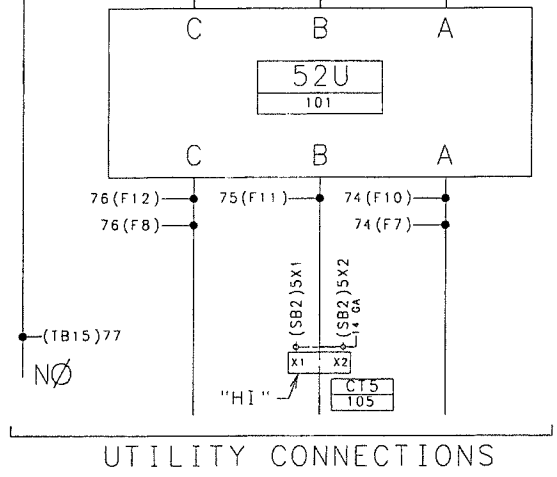 C B A
52U
101
C B A
76(F12) 75(F11) 74(F10)
76(F8) 74(F7)
(SB2)5X1
(SB2)5X2
14 GA
(TB15)77
X1 X2
NØ
"HI"
CT5
105
UTILITY CONNECTIONS